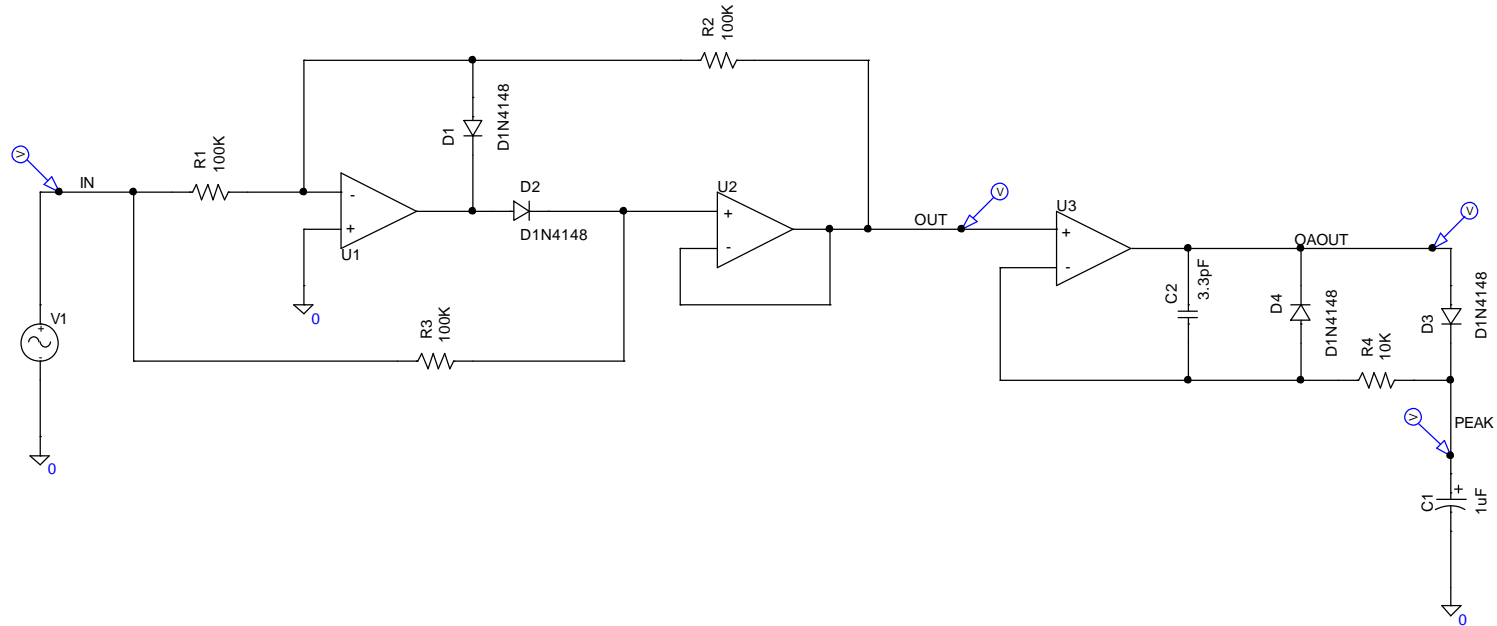 R2
100K
D1
D1N4148
V
IN
R1
100K
-
+
U1
0
D2
D1N4148
R3
100K
V1
+
-
0
U2
+
-
OUT
V
U3
+
-
OAOUT
V
C2
3.3pF
D4
D1N4148
R4
10K
D3
D1N4148
PEAK
V
C1
+
1uF
0